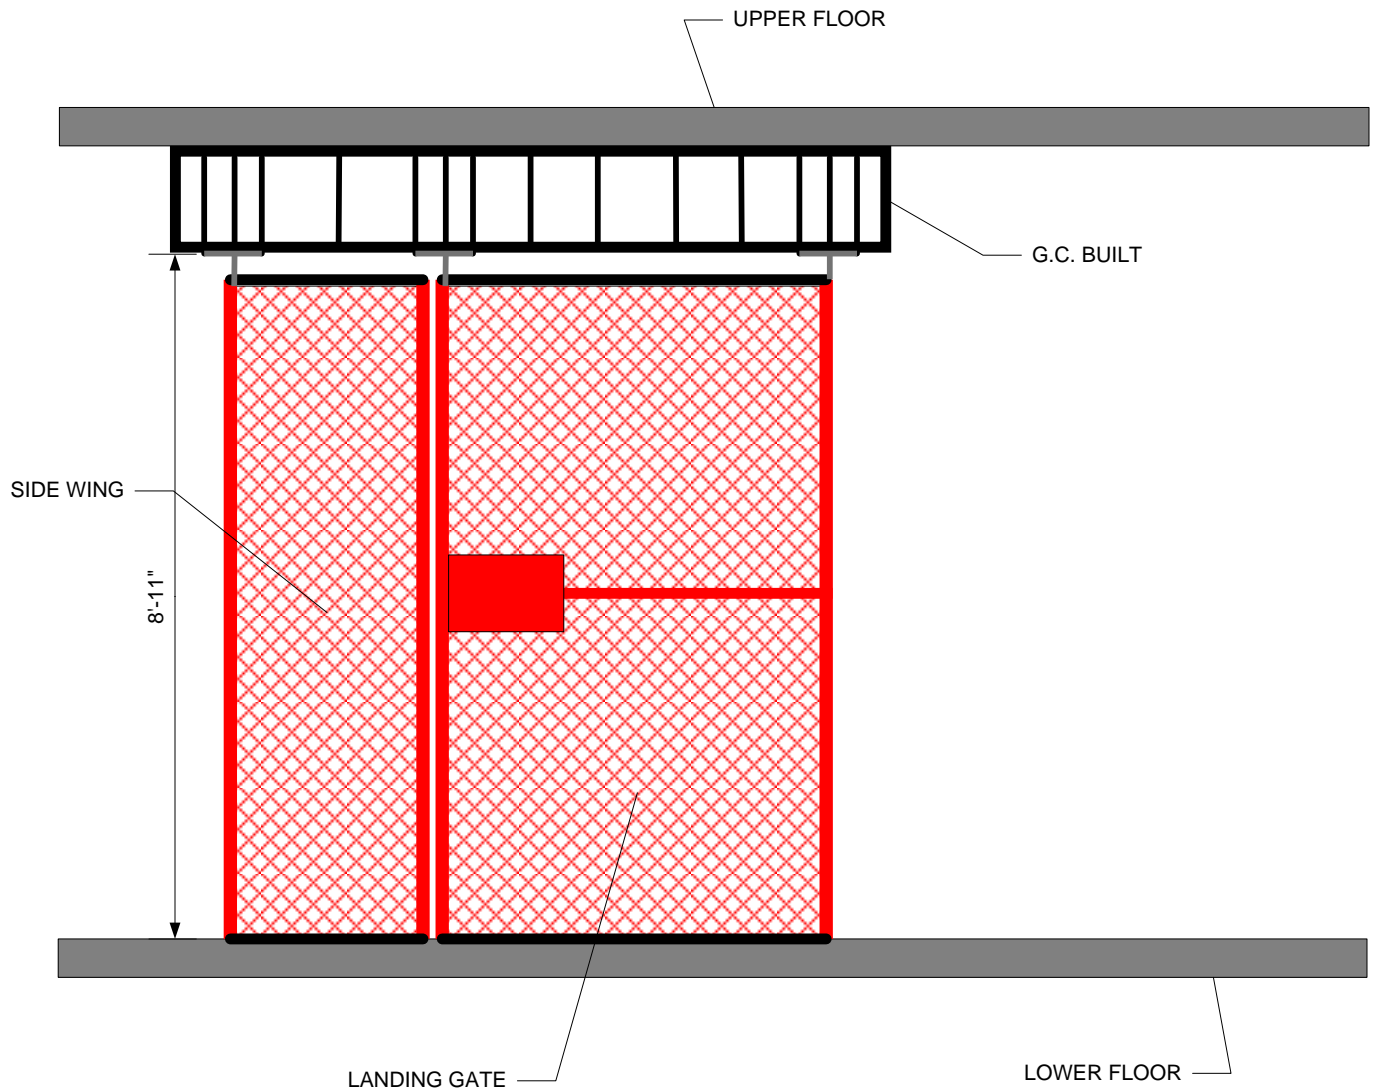 UPPER FLOOR
G.C. BUILT
SIDE WING
8'-11"
LANDING GATE
LOWER FLOOR